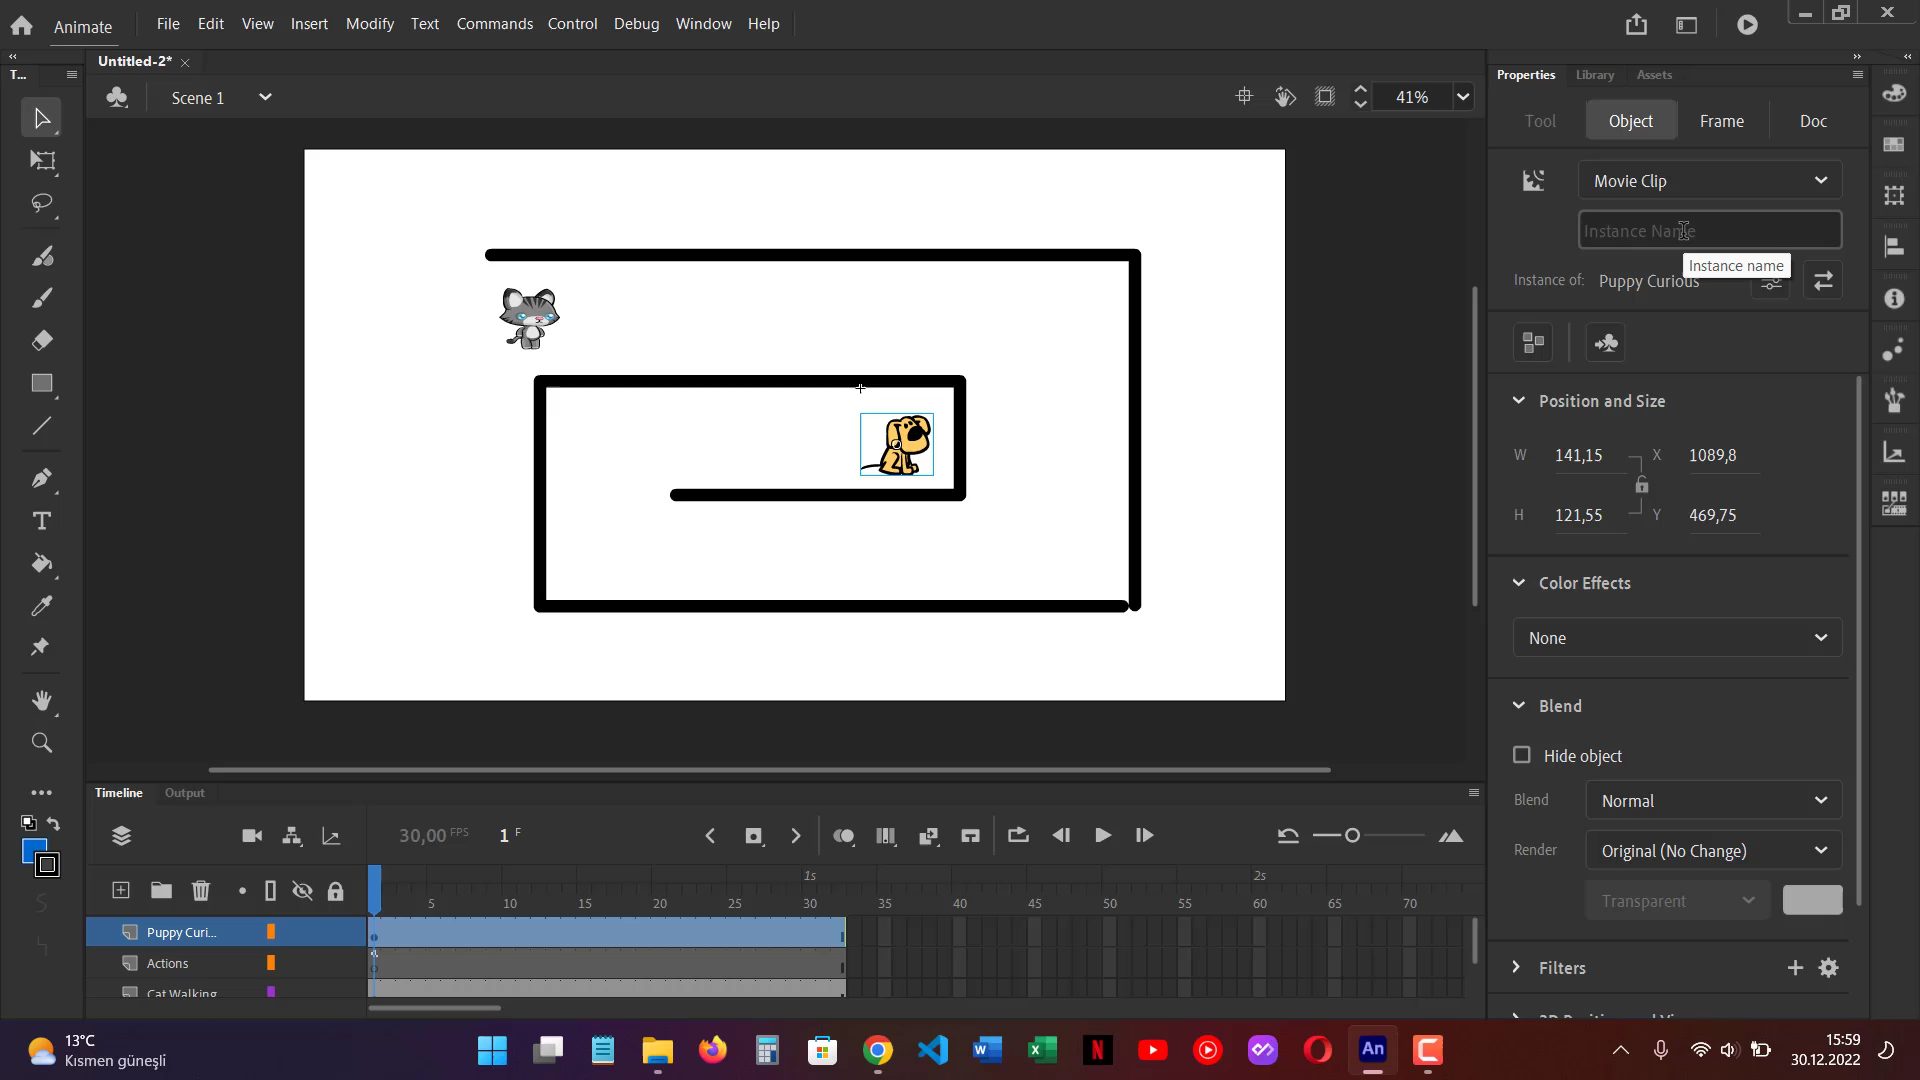 Animate
File Edit View Insert Modify Text Commands Control Debug Window Help
T...
Untitled-2*
Scene 1
41%
Properties Library Assets
Tool Object Frame Doc
Movie Clip
Instance Name
Instance name
Instance of: Puppy Curious
Position and Size
W 141,15 X 1089,8
H 121,55 Y 469,75
Color Effects
None
Blend
Hide object
Blend Normal
Render Original (No Change)
Transparent
Filters
Timeline Output
30,00 FPS 1 F
1s 2s
5 10 15 20 25 30 35 40 45 50 55 60 65 70
Puppy Curi...
Actions
Cat Walking
13°C
Kısmen güneşli
An
15:59
30.12.2022